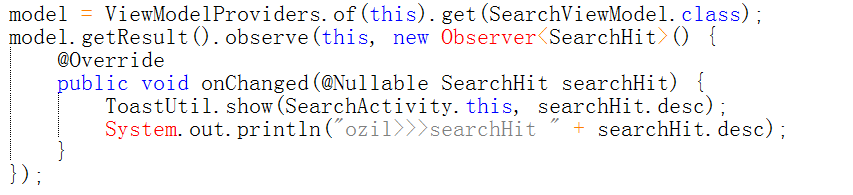 model = ViewModelProviders.of(this).get(SearchViewModel.class);
model.getResult().observe(this, new Observer<SearchHit>() {
    @Override
    public void onChanged(@Nullable SearchHit searchHit) {
        ToastUtil.show(SearchActivity.this, searchHit.desc);
        System.out.println("ozil>>>searchHit " + searchHit.desc);
    }
});